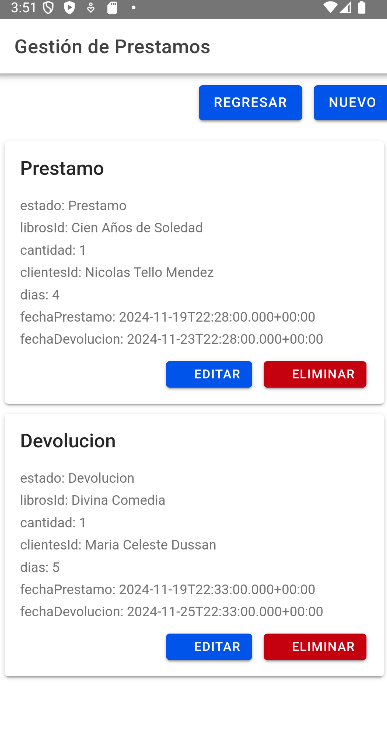 3:51
Gestión de Prestamos
REGRESAR NUEVO
Prestamo
estado: Prestamo
librosId: Cien Años de Soledad
cantidad: 1
clientesId: Nicolas Tello Mendez
dias: 4
fechaPrestamo: 2024-11-19T22:28:00.000+00:00
fechaDevolucion: 2024-11-23T22:28:00.000+00:00
EDITAR ELIMINAR
Devolucion
estado: Devolucion
librosId: Divina Comedia
cantidad: 1
clientesId: Maria Celeste Dussan
dias: 5
fechaPrestamo: 2024-11-19T22:33:00.000+00:00
fechaDevolucion: 2024-11-25T22:33:00.000+00:00
EDITAR ELIMINAR